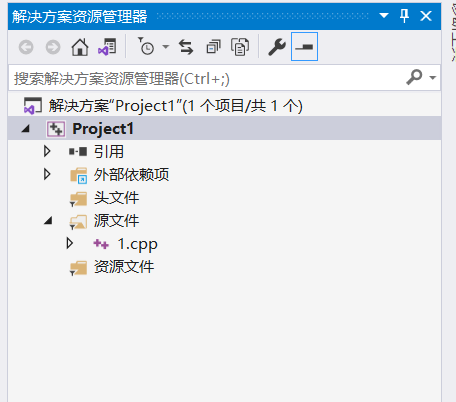 解决方案资源管理器
搜索解决方案资源管理器(Ctrl+;)
解决方案"Project1"(1 个项目/共 1 个)
Project1
引用
外部依赖项
头文件
源文件
1.cpp
资源文件